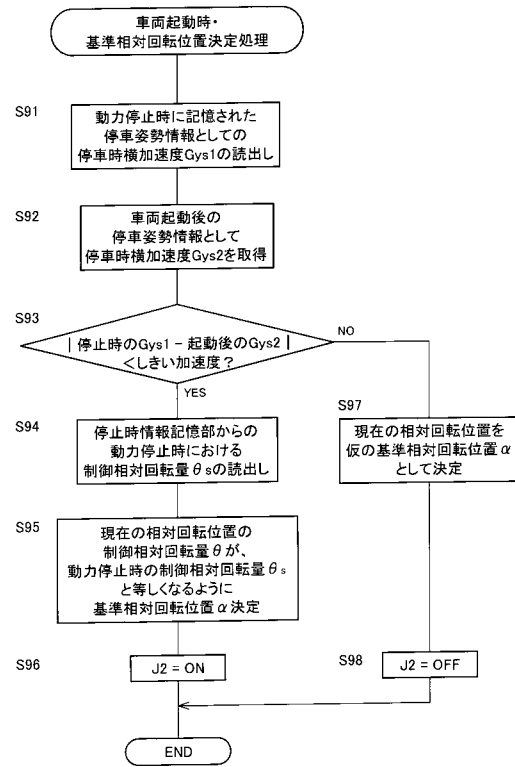 車両起動時・
基準相対回転位置決定処理
S91
動力停止時に記憶された
停車姿勢情報としての
停車時横加速度Gys1の読出し
S92
車両起動後の
停車姿勢情報として
停車時横加速度Gys2を取得
S93
| 停止時のGys1 − 起動後のGys2 |
<しきい加速度?
NO
YES
S94
停止時情報記憶部からの
動力停止時における
制御相対回転量θsの読出し
S97
現在の相対回転位置を
仮の基準相対回転位置α
として決定
S95
現在の相対回転位置の
制御相対回転量θが、
動力停止時の制御相対回転量θs
と等しくなるように
基準相対回転位置α決定
S96
J2 = ON
S98
J2 = OFF
END